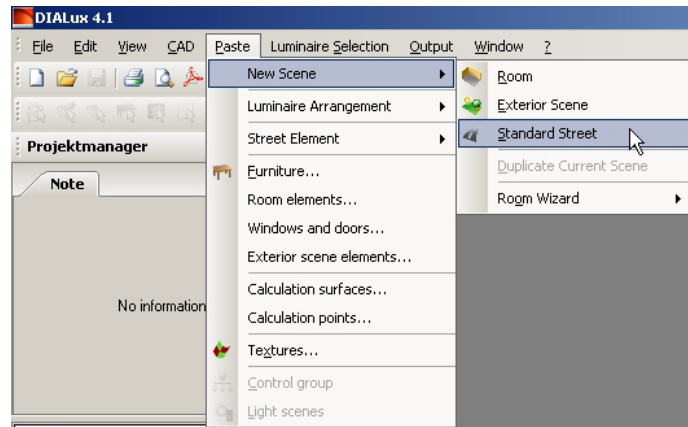 DIALux 4.1
File Edit View CAD Paste Luminaire Selection Output Window ?
New Scene
Room
Luminaire Arrangement
Exterior Scene
Street Element
Standard Street
Projektmanager
Furniture...
Duplicate Current Scene
Note
Room elements...
Room Wizard
Windows and doors...
Exterior scene elements...
Calculation surfaces...
No information
Calculation points...
Textures...
Control group
Light scenes